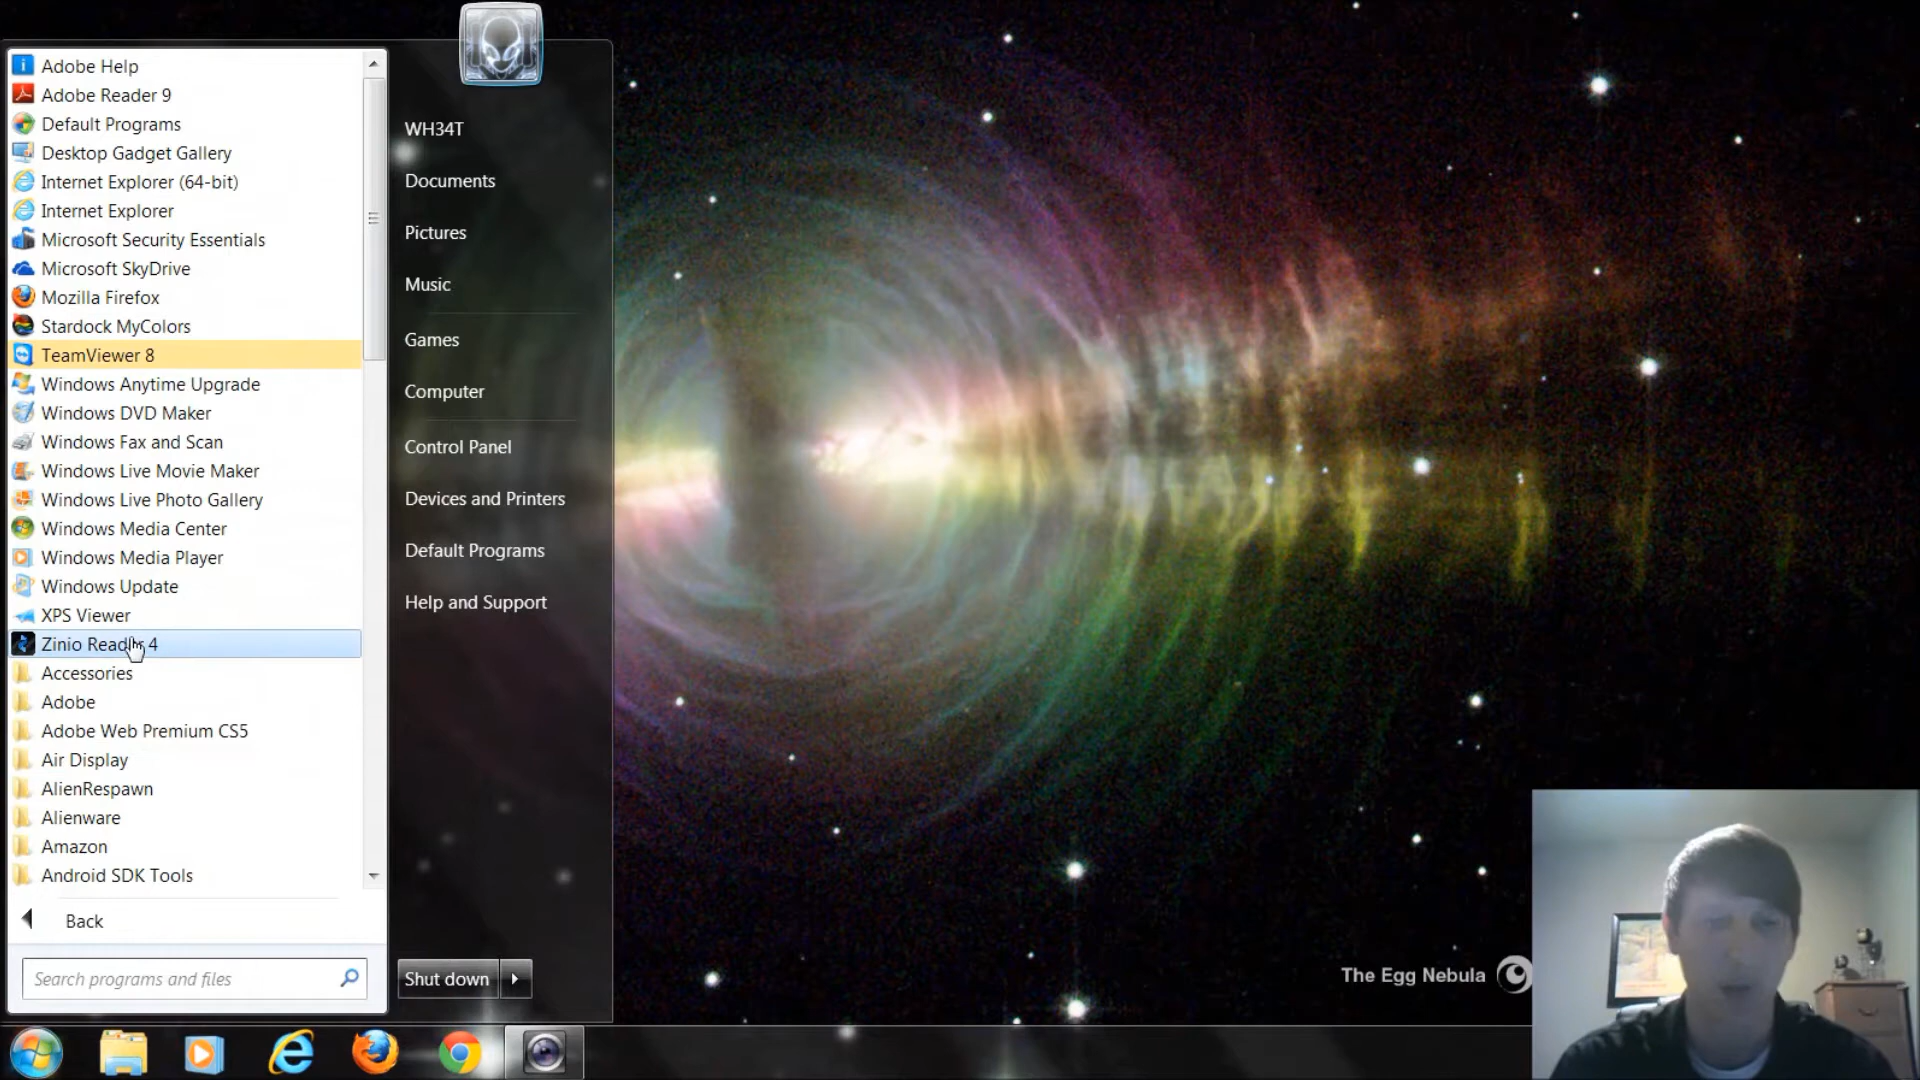 Adobe Help
Adobe Reader 9
Default Programs
Desktop Gadget Gallery
Internet Explorer (64-bit)
Internet Explorer
Microsoft Security Essentials
Microsoft SkyDrive
Mozilla Firefox
Stardock MyColors
TeamViewer 8
Windows Anytime Upgrade
Windows DVD Maker
Windows Fax and Scan
Windows Live Movie Maker
Windows Live Photo Gallery
Windows Media Center
Windows Media Player
Windows Update
XPS Viewer
Zinio Reader 4
Accessories
Adobe
Adobe Web Premium CS5
Air Display
AlienRespawn
Alienware
Amazon
Android SDK Tools
Back
Search programs and files
WH34T
Documents
Pictures
Music
Games
Computer
Control Panel
Devices and Printers
Default Programs
Help and Support
Shut down
The Egg Nebula